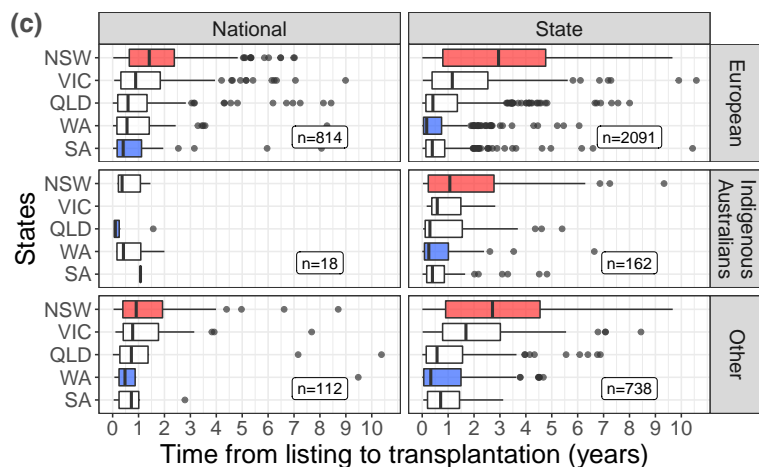 (c)
National State
NSW
VIC
QLD
WA
SA
n=814
n=2091
European
NSW
VIC
QLD
WA
SA
n=18
n=162
Indigenous
Australians
NSW
VIC
QLD
WA
SA
n=112
n=738
Other
States
0 1 2 3 4 5 6 7 8 9 10 0 1 2 3 4 5 6 7 8 9 10
Time from listing to transplantation (years)